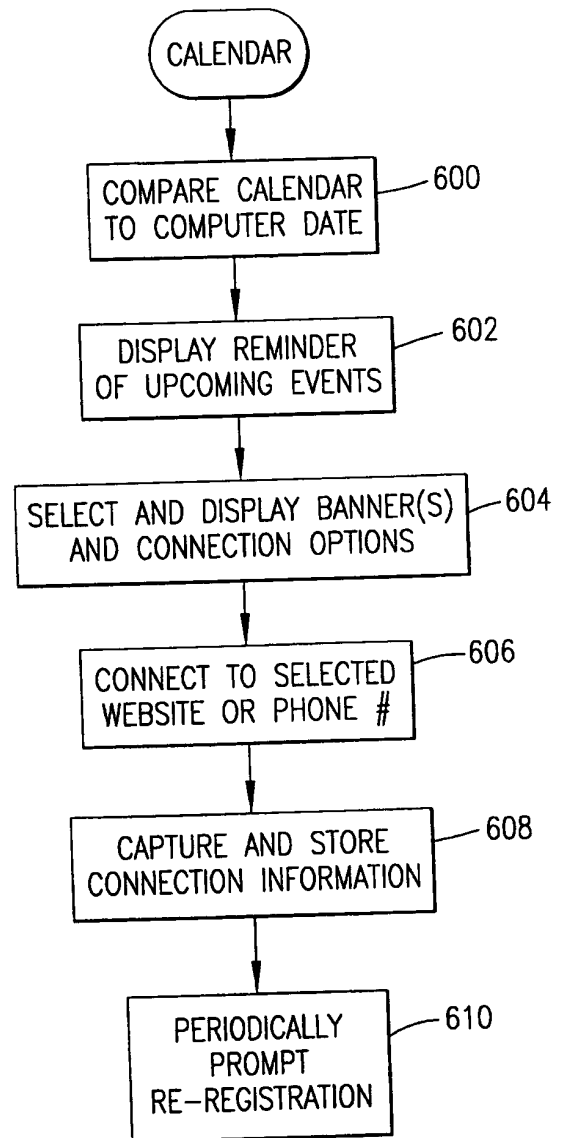 CALENDAR
COMPARE CALENDAR
TO COMPUTER DATE
600
DISPLAY REMINDER
OF UPCOMING EVENTS
602
SELECT AND DISPLAY BANNER(S)
AND CONNECTION OPTIONS
604
CONNECT TO SELECTED
WEBSITE OR PHONE #
606
CAPTURE AND STORE
CONNECTION INFORMATION
608
PERIODICALLY
PROMPT
RE-REGISTRATION
610